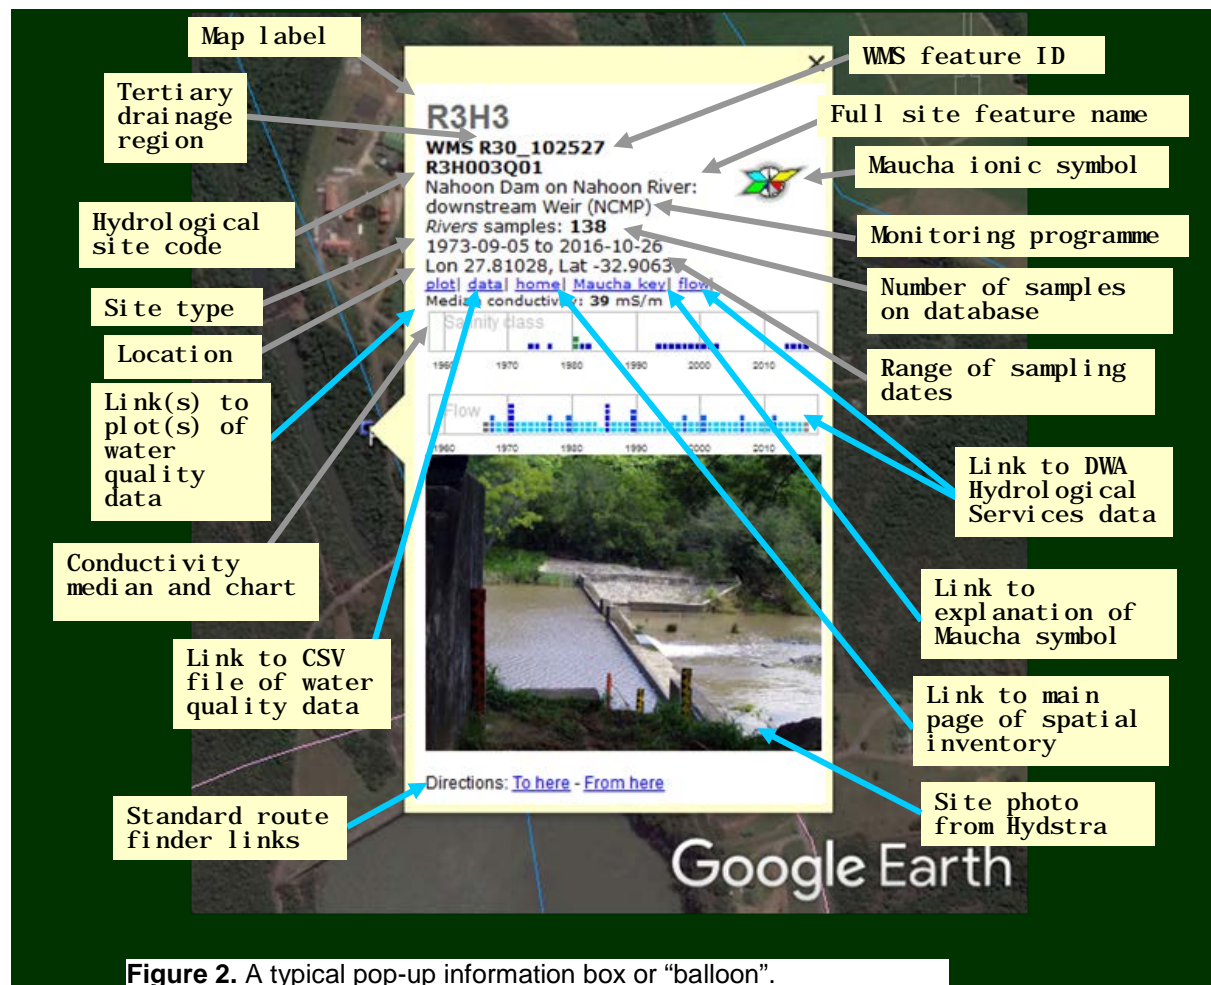 Map label
WMS feature ID
Tertiary
drainage
region
Full site feature name
Maucha ionic symbol
Hydrological
site code
Monitoring programme
Site type
Number of samples
on database
Location
Range of sampling
dates
Link(s) to
plot(s) of
water
quality
data
Link to DWA
Hydrological
Services data
Conductivity
median and chart
Link to
explanation of
Maucha symbol
Link to CSV
file of water
quality data
Link to main
page of spatial
inventory
Standard route
finder links
Site photo
from Hydstra
R3H3
WMS R30_102527
R3H003Q01
Nahoon Dam on Nahoon River:
downstream Weir (NCMP)
Rivers samples: 138
1973-09-05 to 2016-10-26
Lon 27.81028, Lat -32.9063
plot| data| home| Maucha key| flow|
Median conductivity: 39 mS/m
Salinity class
1960 1970 1980 1990 2000 2010
Flow
1960 1970 1980 1990 2000 2010
Directions: To here - From here
Google Earth
Figure 2. A typical pop-up information box or “balloon”.